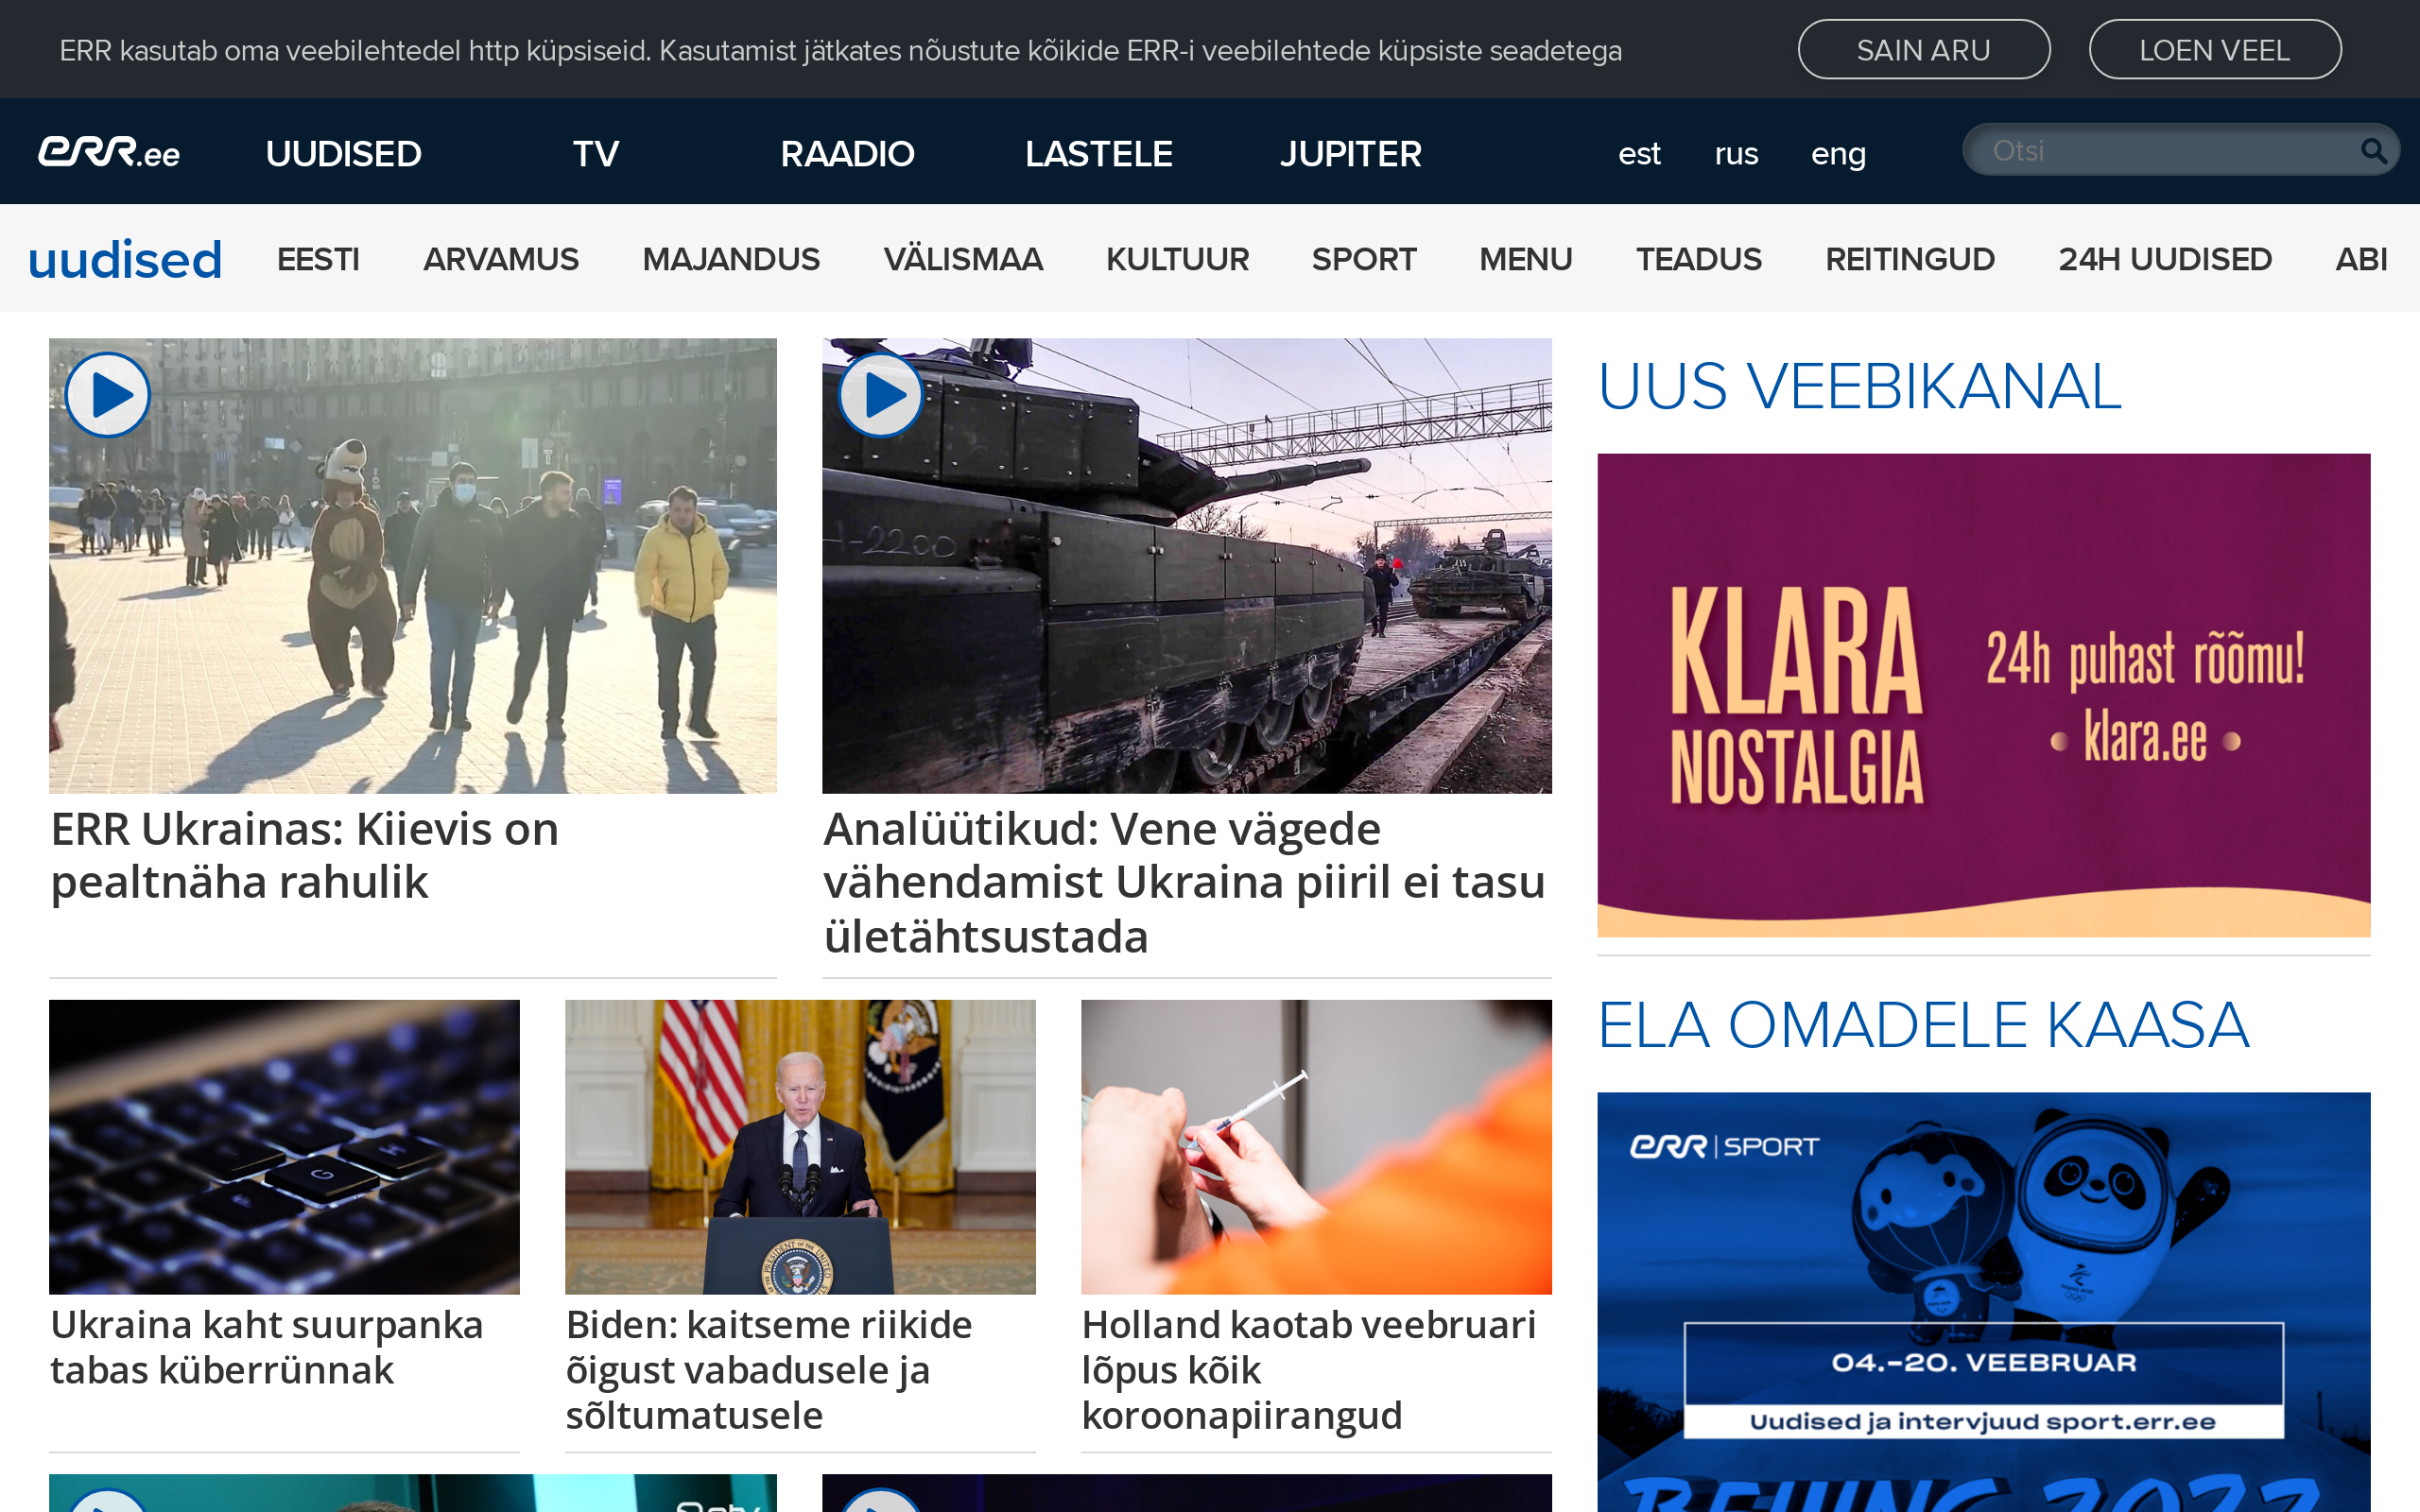 ERR kasutab oma veebilehtedel http küpsiseid. Kasutamist jätkates nõustute kõikide ERR-i veebilehtede küpsiste seadetega
SAIN ARU
LOEN VEEL
err.ee
UUDISED
TV
RAADIO
LASTELE
JUPITER
est
rus
eng
Otsi
uudised
EESTI
ARVAMUS
MAJANDUS
VÄLISMAA
KULTUUR
SPORT
MENU
TEADUS
REITINGUD
24H UUDISED
ABI
ERR Ukrainas: Kiievis on
pealtnäha rahulik
Analüütikud: Vene vägede
vähendamist Ukraina piiril ei tasu
ületähtsustada
Ukraina kaht suurpanka
tabas küberrünnak
Biden: kaitseme riikide
õigust vabadusele ja
sõltumatusele
Holland kaotab veebruari
lõpus kõik
koroonapiirangud
UUS VEEBIKANAL
KLARA
NOSTALGIA
24h puhast rõõmu!
• klara.ee •
ELA OMADELE KAASA
err | SPORT
04.-20. VEEBRUAR
Uudised ja intervjuud sport.err.ee
BEIJING 2022